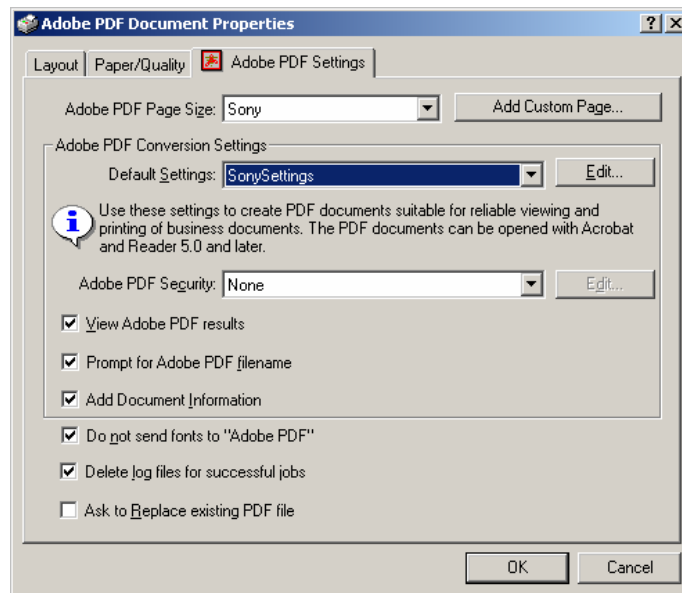 Adobe PDF Document Properties
Layout Paper/Quality Adobe PDF Settings
Adobe PDF Page Size: Sony Add Custom Page...
Adobe PDF Conversion Settings
Default Settings: SonySettings Edit...
Use these settings to create PDF documents suitable for reliable viewing and
printing of business documents. The PDF documents can be opened with Acrobat
and Reader 5.0 and later.
Adobe PDF Security: None Edit...
View Adobe PDF results
Prompt for Adobe PDF filename
Add Document Information
Do not send fonts to "Adobe PDF"
Delete log files for successful jobs
Ask to Replace existing PDF file
OK Cancel